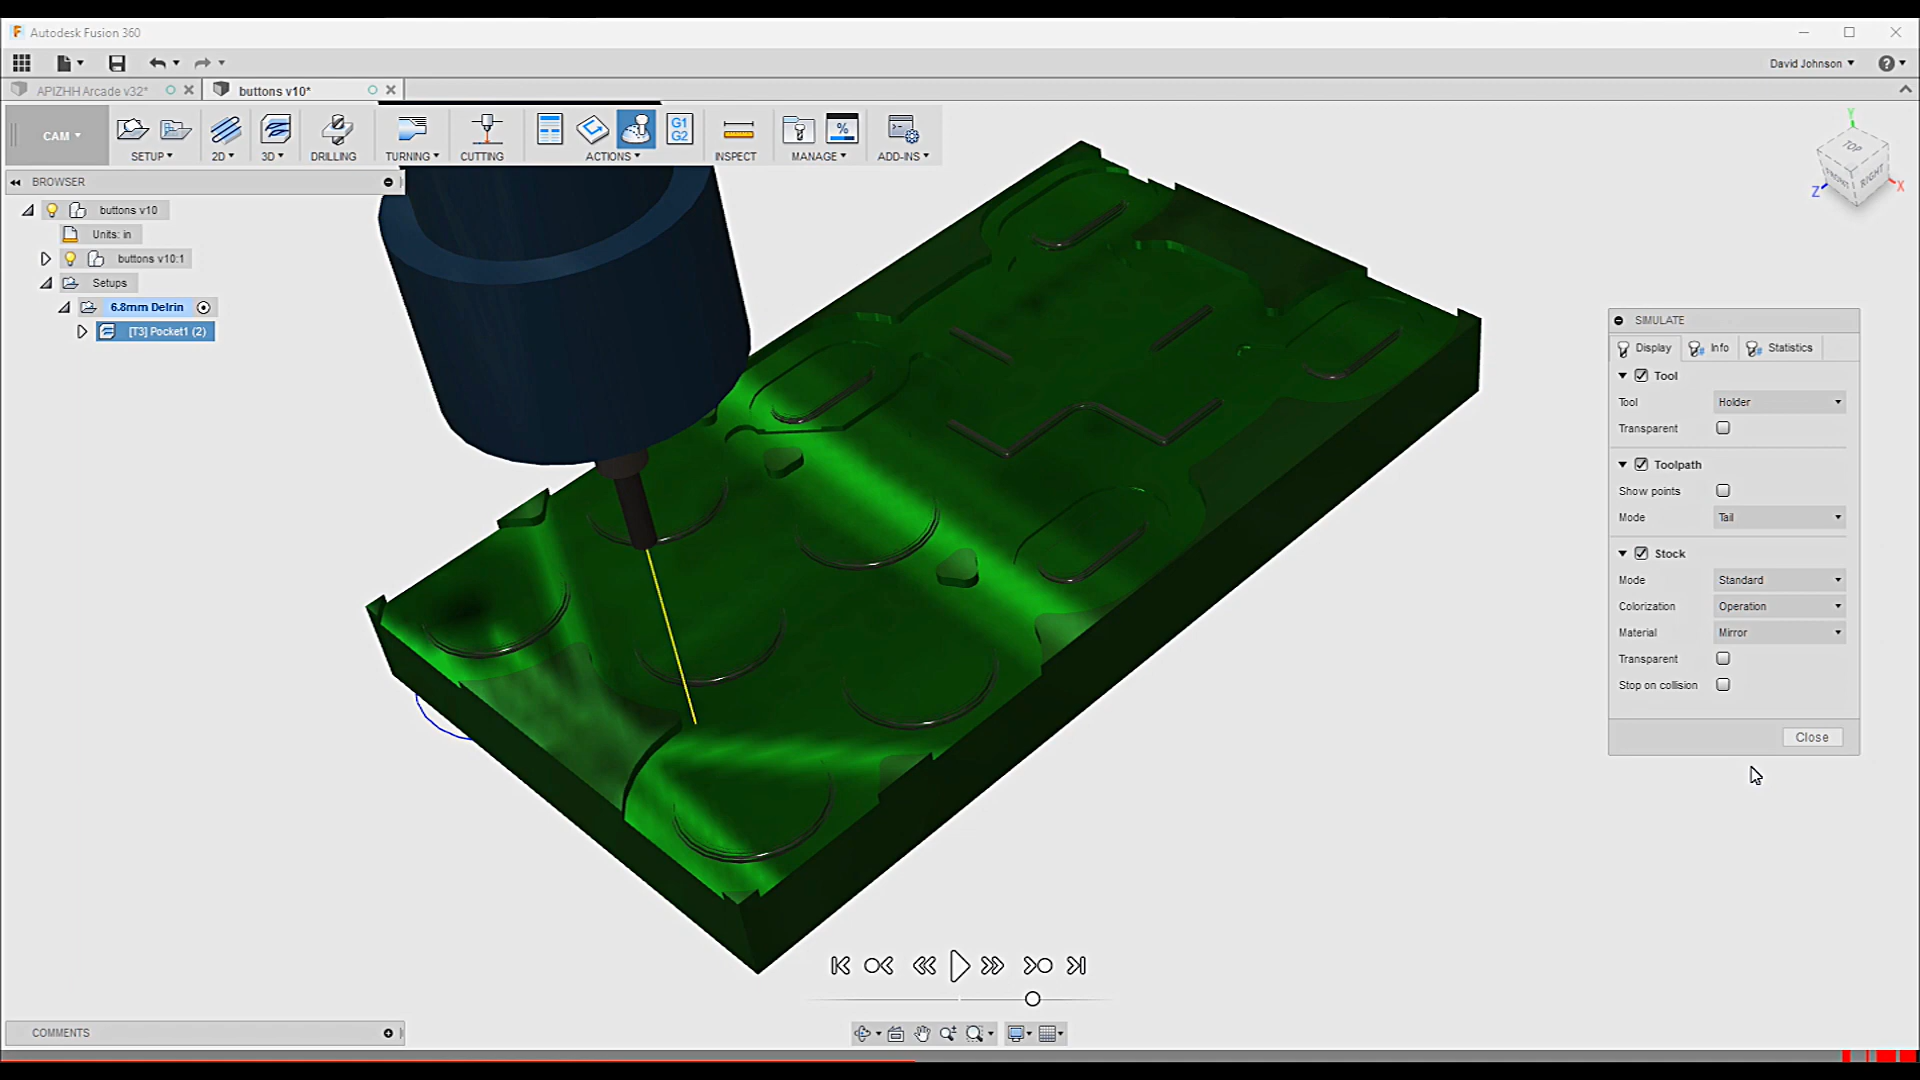 Autodesk Fusion 360
David Johnson
APIZHH Arcade v32*
buttons v10*
CAM
G1
G2
%
SETUP
2D
3D
DRILLING
TURNING
CUTTING
ACTIONS
INSPECT
MANAGE
ADD-INS
BROWSER
buttons v10
Units: in
buttons v10:1
Setups
6.8mm Delrin
[T3] Pocket1 (2)
Y
TOP
FRONT
RIGHT
Z
X
SIMULATE
Display
Info
Statistics
Tool
Tool
Holder
Transparent
Toolpath
Show points
Mode
Tail
Stock
Mode
Standard
Colorization
Operation
Material
Mirror
Transparent
Stop on collision
Close
COMMENTS